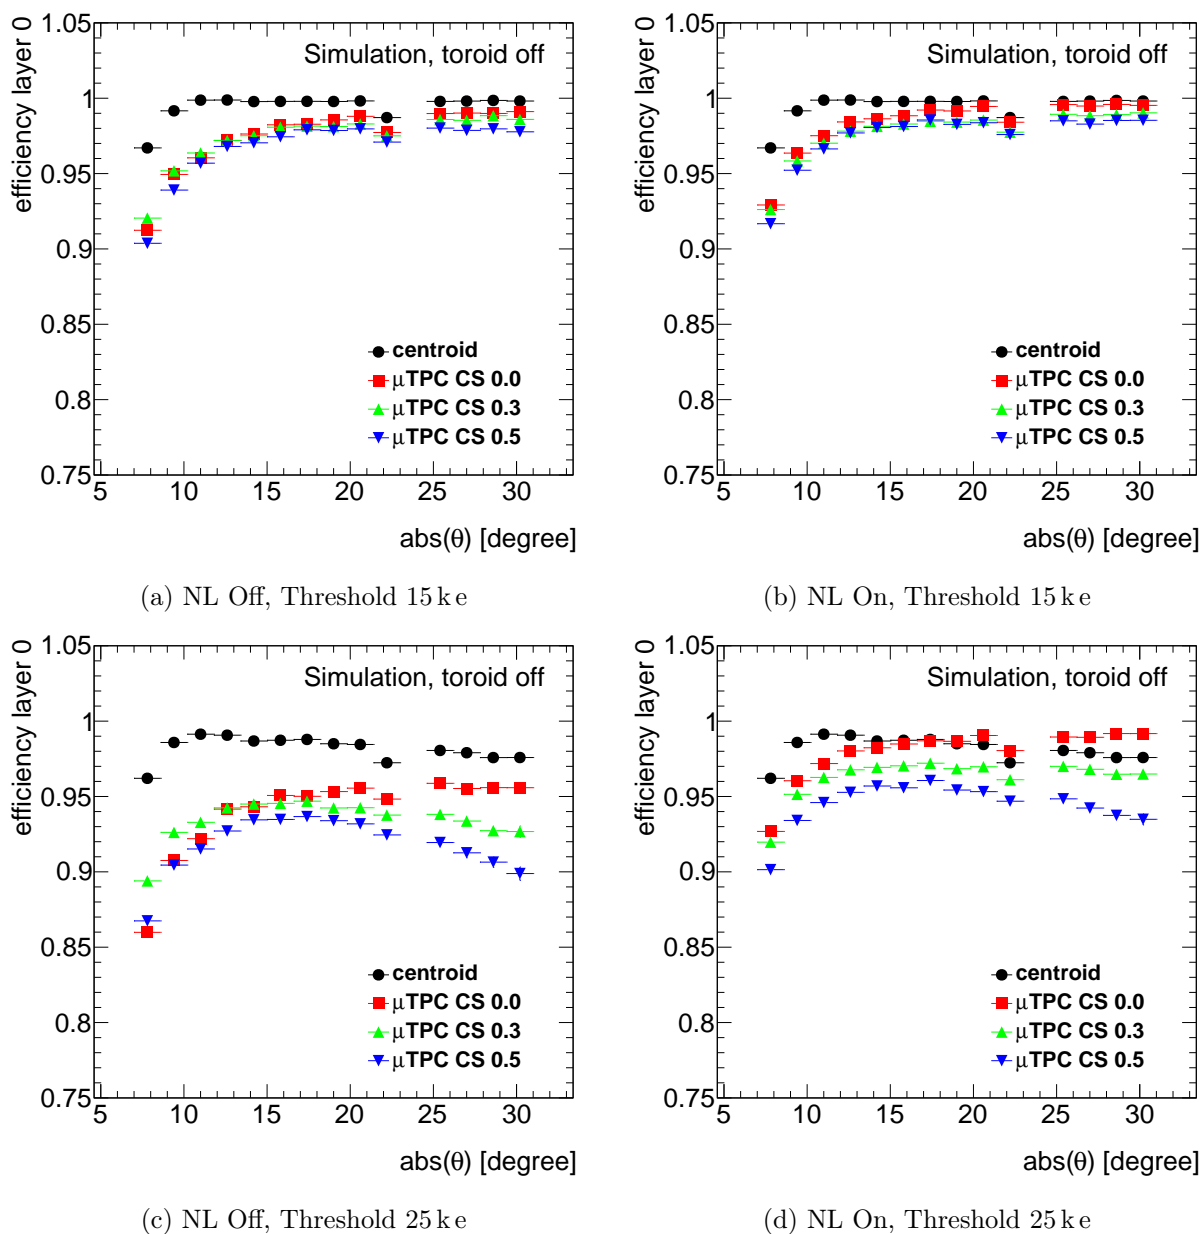 efficiency layer 0
Simulation, toroid off
1.05
1
0.95
0.9
0.85
0.8
0.75
centroid
μTPC CS 0.0
μTPC CS 0.3
μTPC CS 0.5
5 10 15 20 25 30
abs(θ) [degree]
(a) NL Off, Threshold 15 k e
efficiency layer 0
Simulation, toroid off
1.05
1
0.95
0.9
0.85
0.8
0.75
centroid
μTPC CS 0.0
μTPC CS 0.3
μTPC CS 0.5
5 10 15 20 25 30
abs(θ) [degree]
(b) NL On, Threshold 15 k e
efficiency layer 0
Simulation, toroid off
1.05
1
0.95
0.9
0.85
0.8
0.75
centroid
μTPC CS 0.0
μTPC CS 0.3
μTPC CS 0.5
5 10 15 20 25 30
abs(θ) [degree]
(c) NL Off, Threshold 25 k e
efficiency layer 0
Simulation, toroid off
1.05
1
0.95
0.9
0.85
0.8
0.75
centroid
μTPC CS 0.0
μTPC CS 0.3
μTPC CS 0.5
5 10 15 20 25 30
abs(θ) [degree]
(d) NL On, Threshold 25 k e